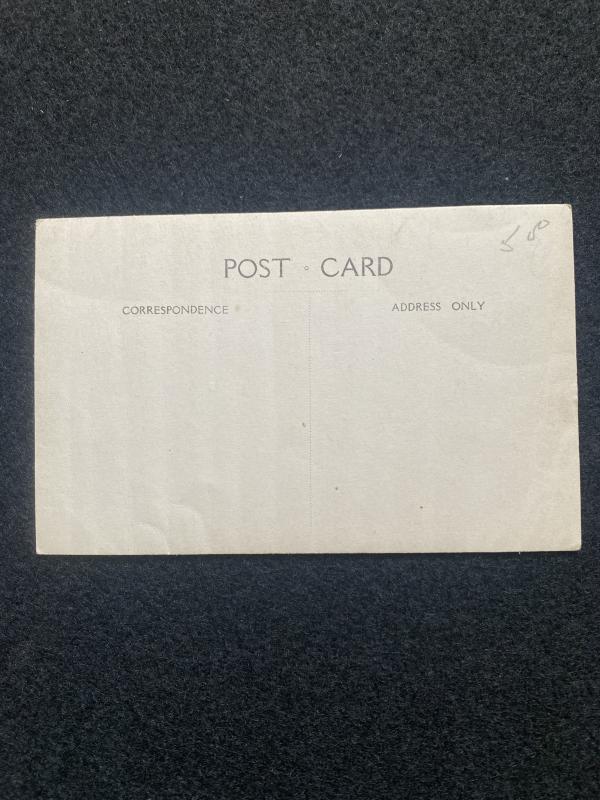 POST ◦ CARD
CORRESPONDENCE
ADDRESS ONLY